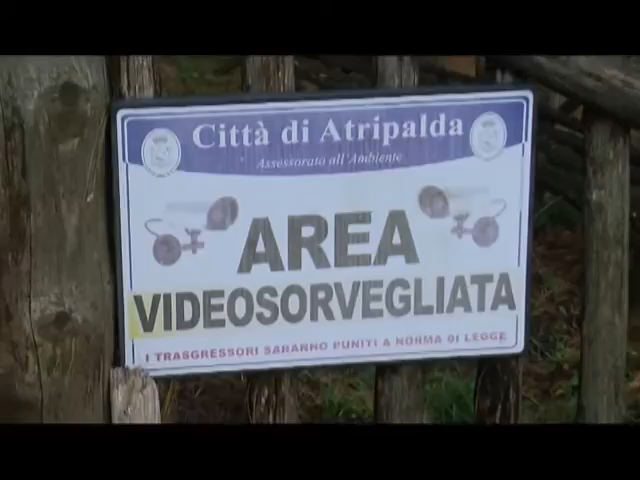 Città di Atripalda
Assessorato all'Ambiente
AREA
VIDEOSORVEGLIATA
I TRASGRESSORI SARANNO PUNITI A NORMA DI LEGGE